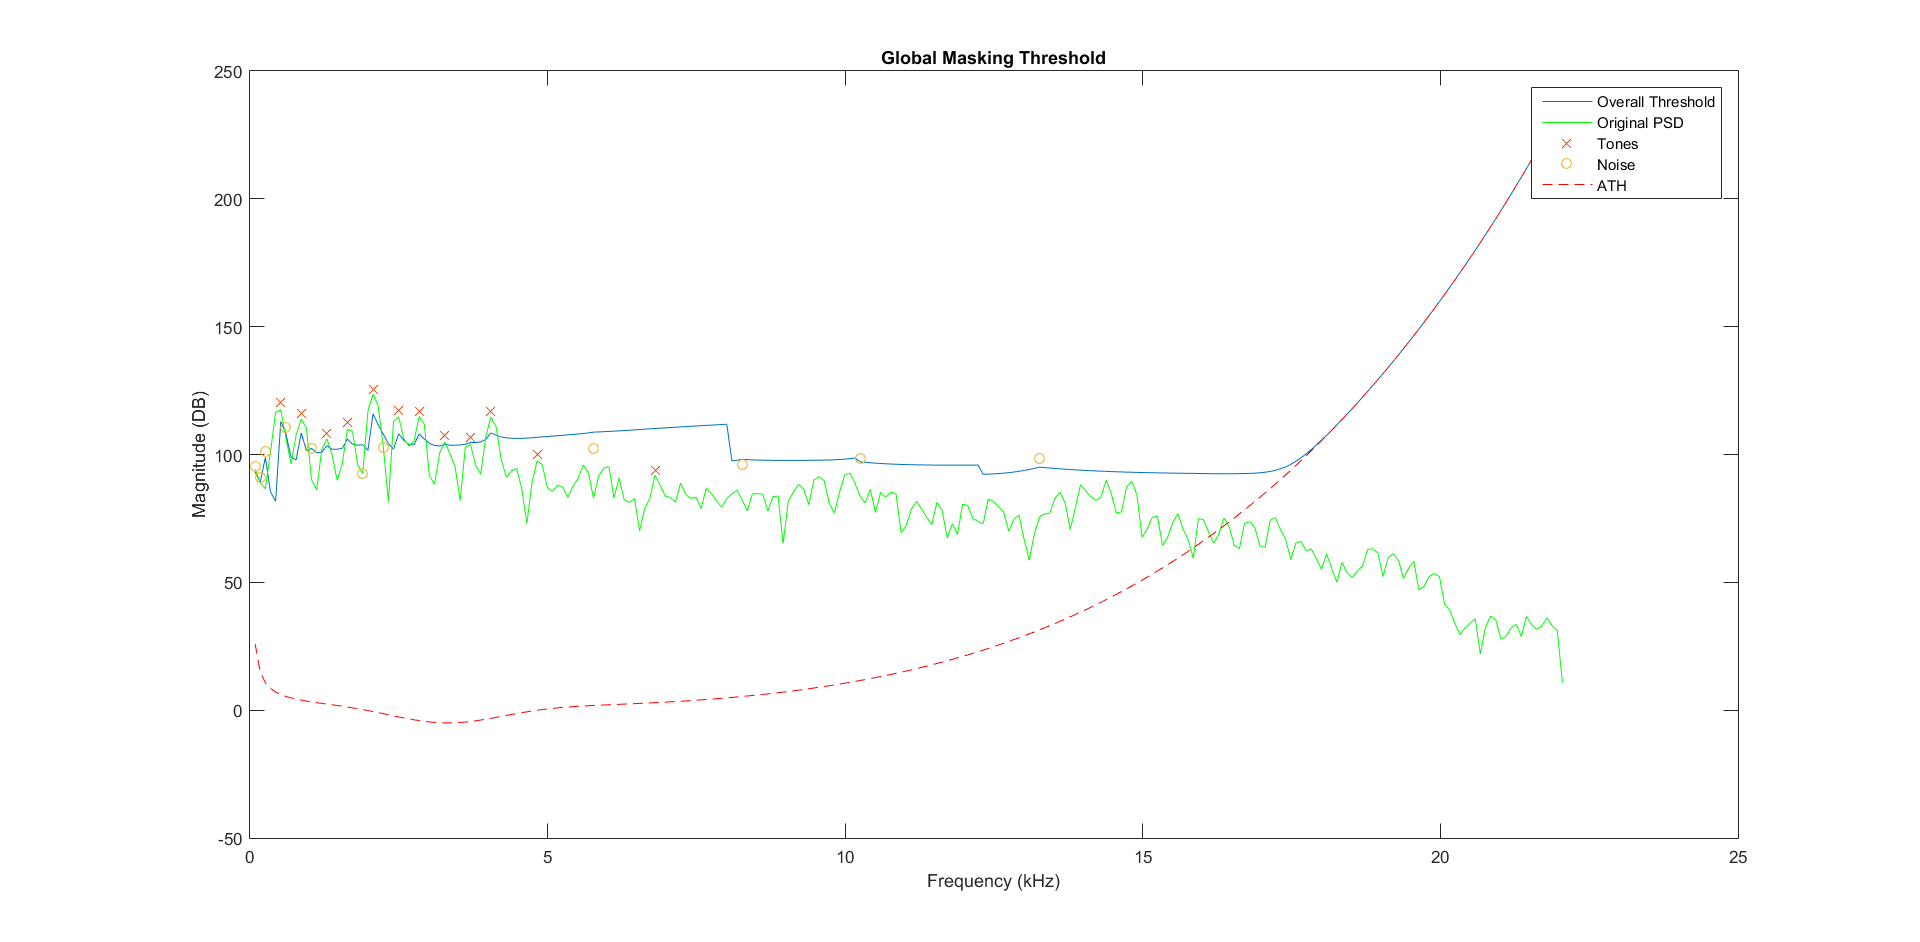 Global Masking Threshold
250
200
150
100
50
0
-50
Magnitude (DB)
0
5
10
15
20
25
Frequency (kHz)
Overall Threshold
Original PSD
Tones
Noise
ATH